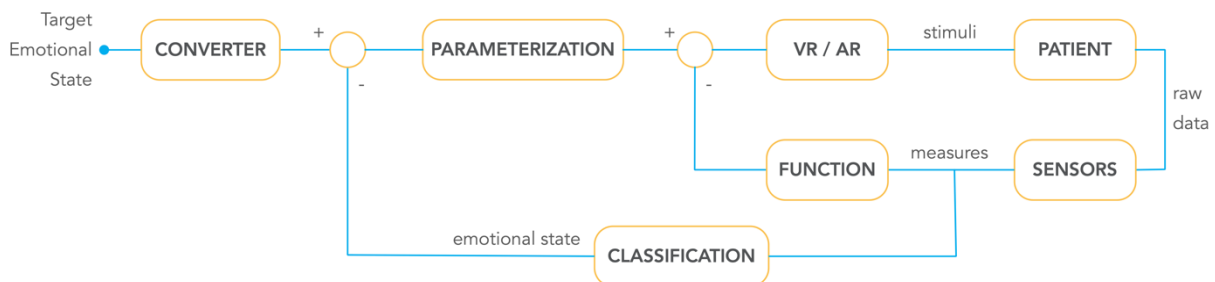 Target
Emotional
State
CONVERTER
+
-
PARAMETERIZATION
+
-
VR / AR
stimuli
PATIENT
raw
data
FUNCTION
measures
SENSORS
emotional state
CLASSIFICATION